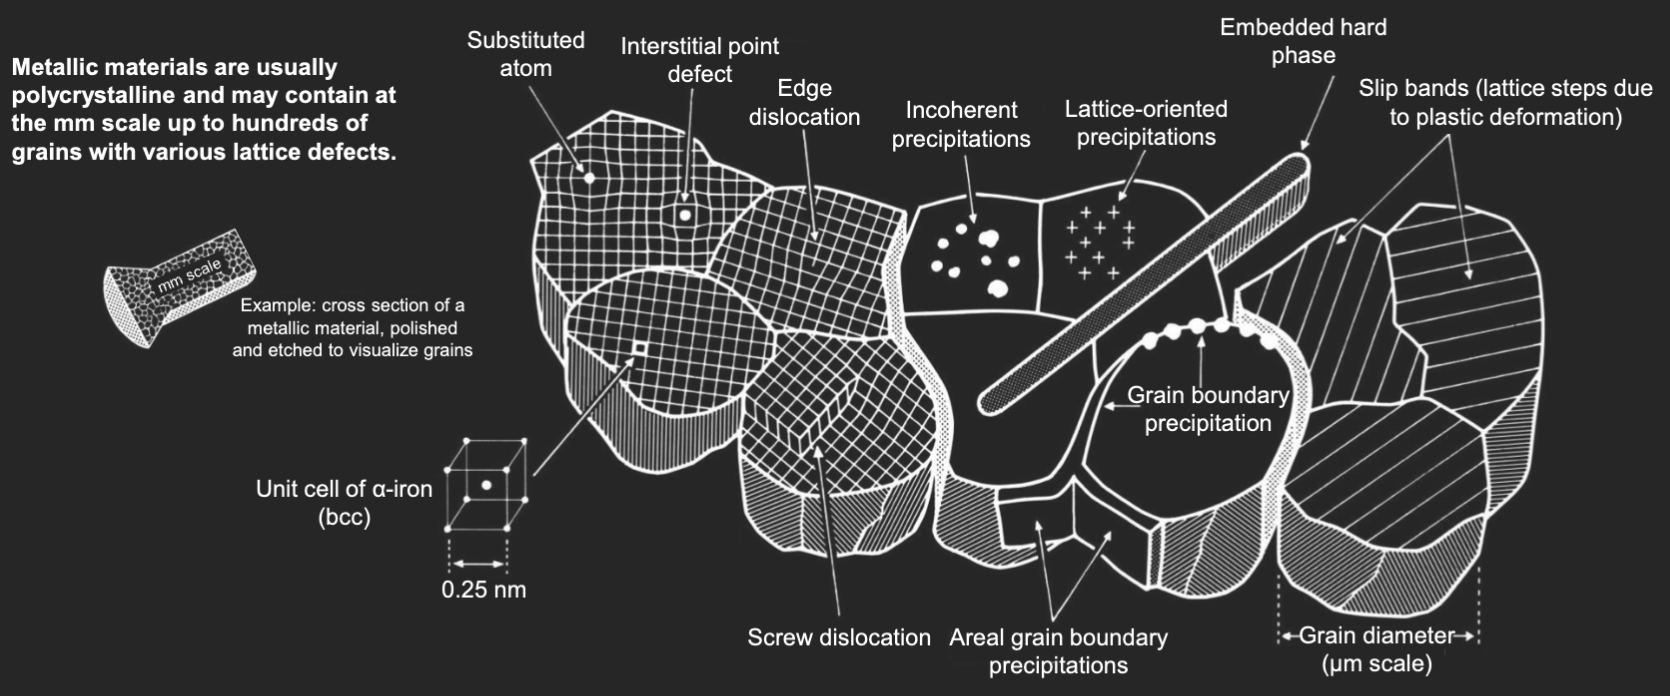 Metallic materials are usually
polycrystalline and may contain at
the mm scale up to hundreds of
grains with various lattice defects.
Substituted
atom
Interstitial point
defect
Edge
dislocation
Incoherent
precipitations
Lattice-oriented
precipitations
Embedded hard
phase
Slip bands (lattice steps due
to plastic deformation)
mm scale
Example: cross section of a
metallic material, polished
and etched to visualize grains
Grain boundary
precipitation
Unit cell of α-iron
(bcc)
0.25 nm
Screw dislocation
Areal grain boundary
precipitations
Grain diameter
(μm scale)